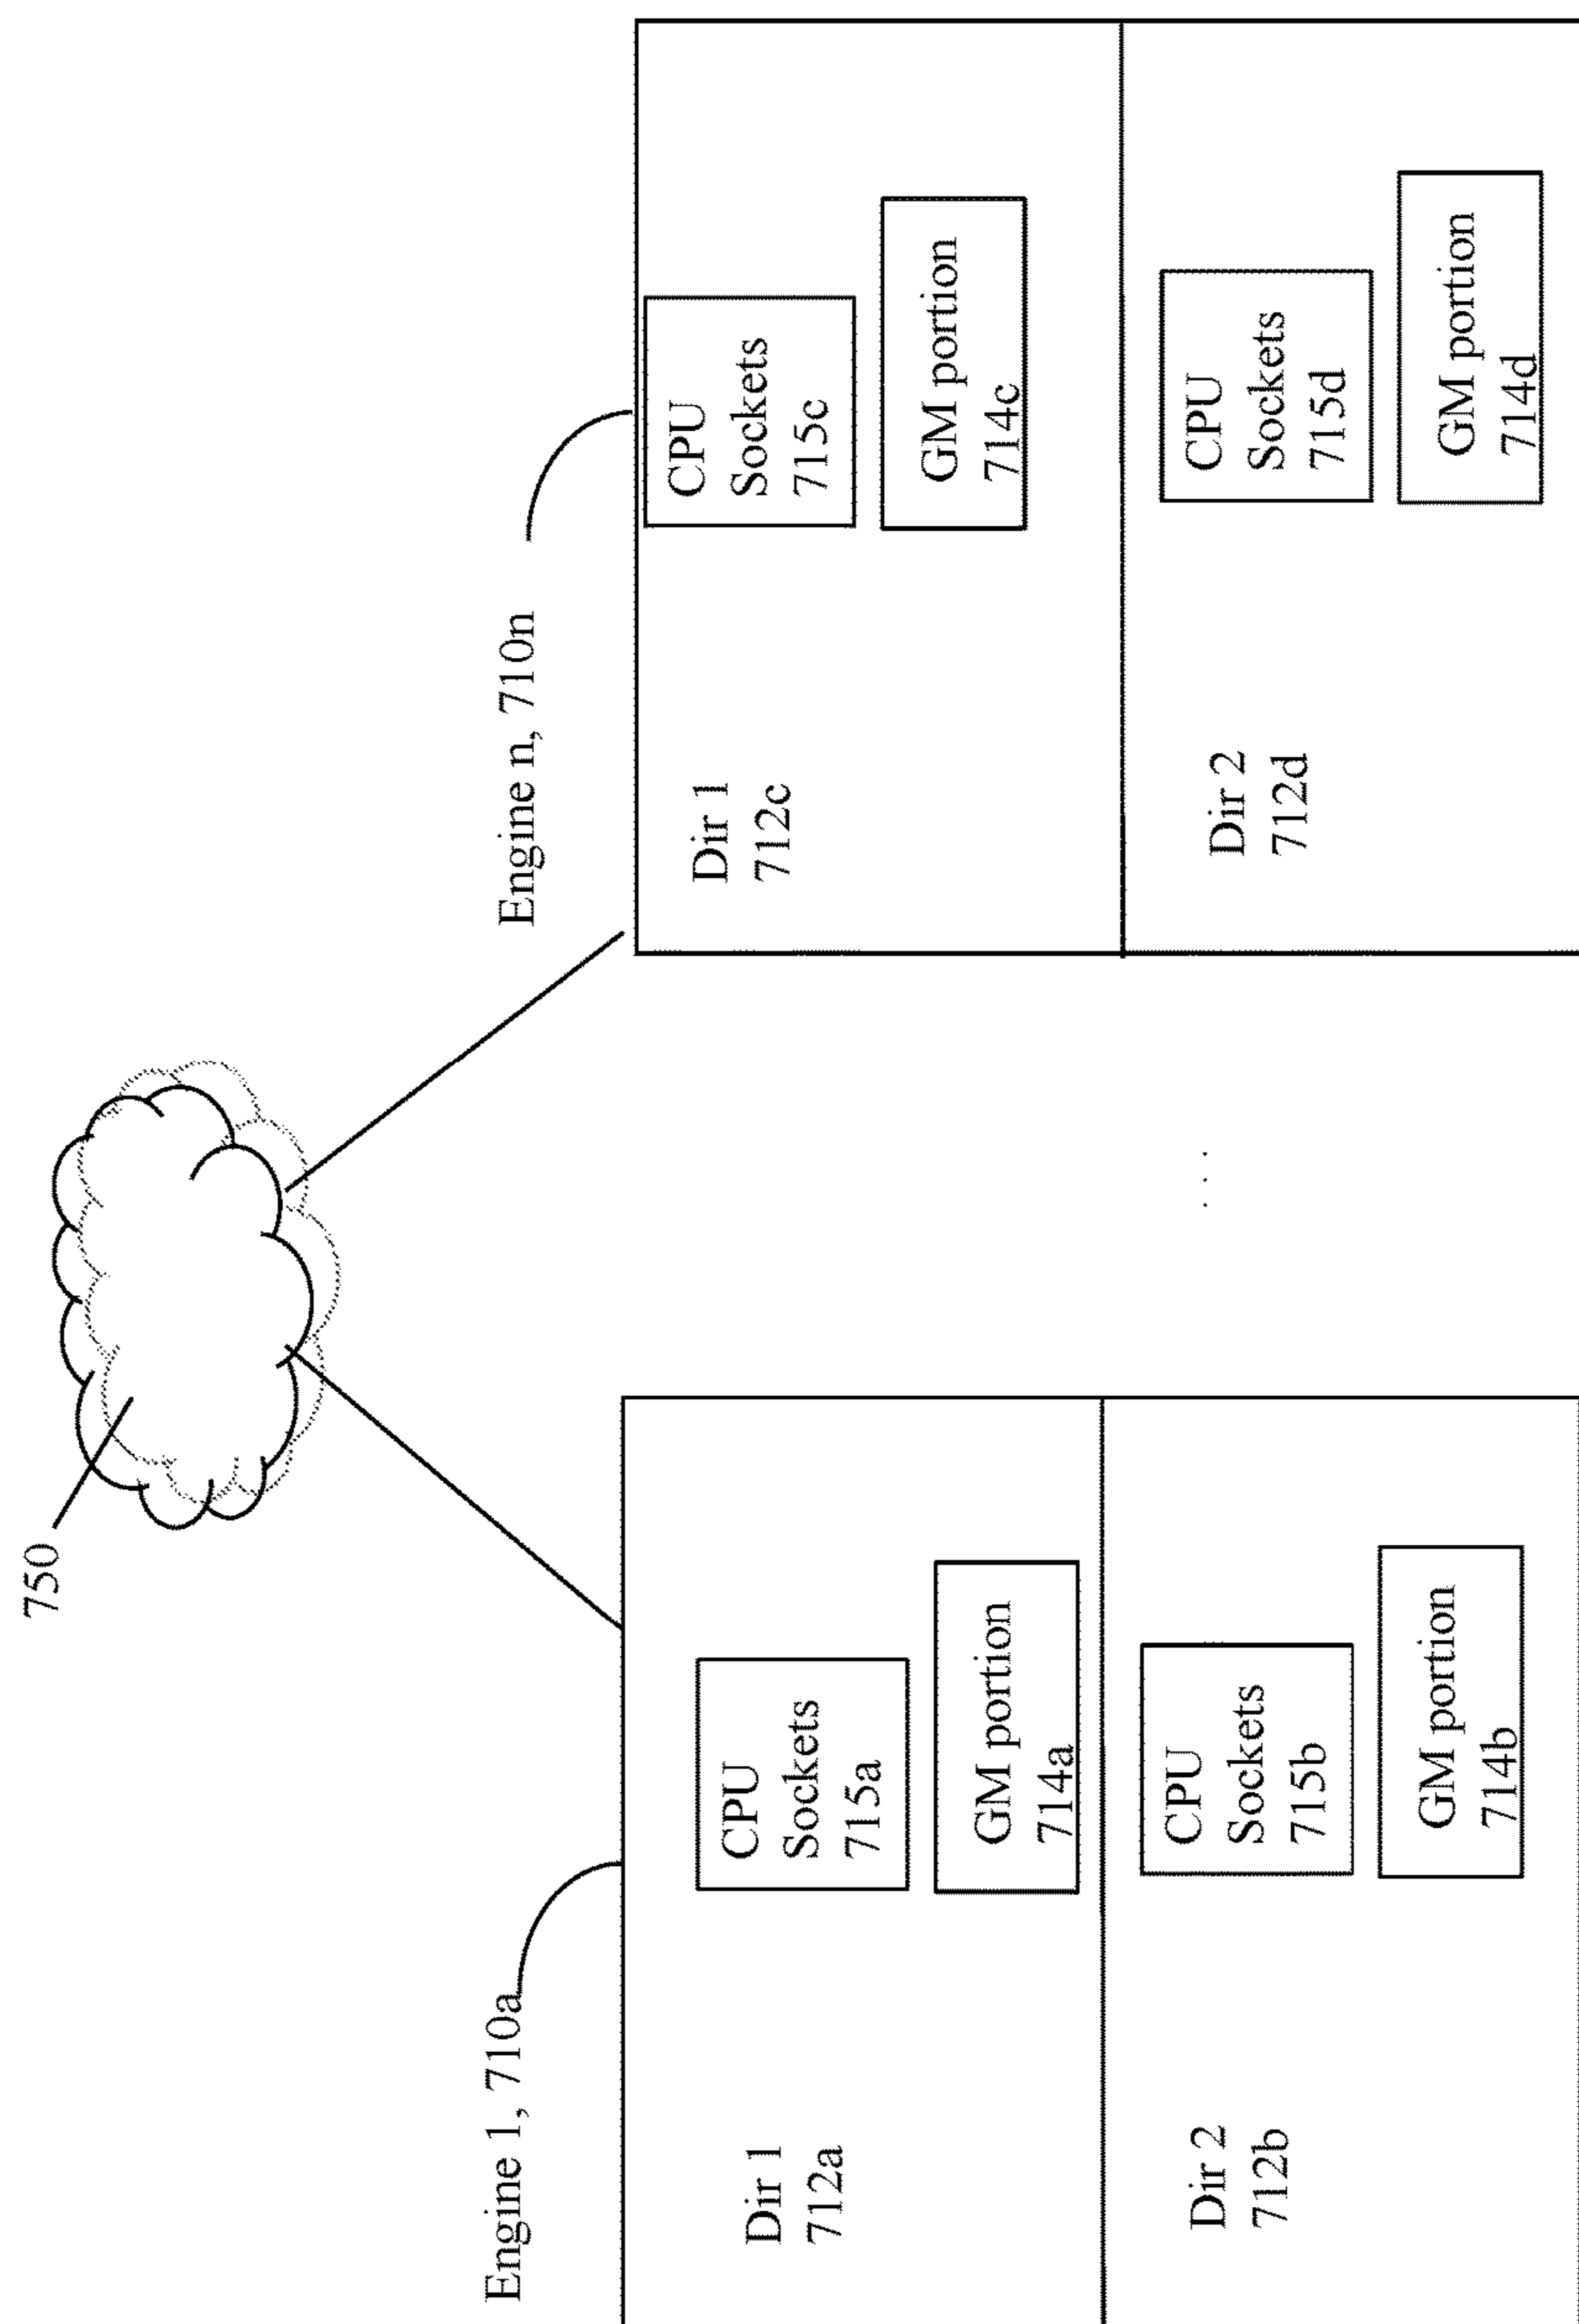 750
Engine 1, 710a
Engine n, 710n
Dir 1
712a
CPU
Sockets
715a
GM portion
714a
Dir 2
712b
CPU
Sockets
715b
GM portion
714b
. . .
Dir 1
712c
CPU
Sockets
715c
GM portion
714c
Dir 2
712d
CPU
Sockets
715d
GM portion
714d